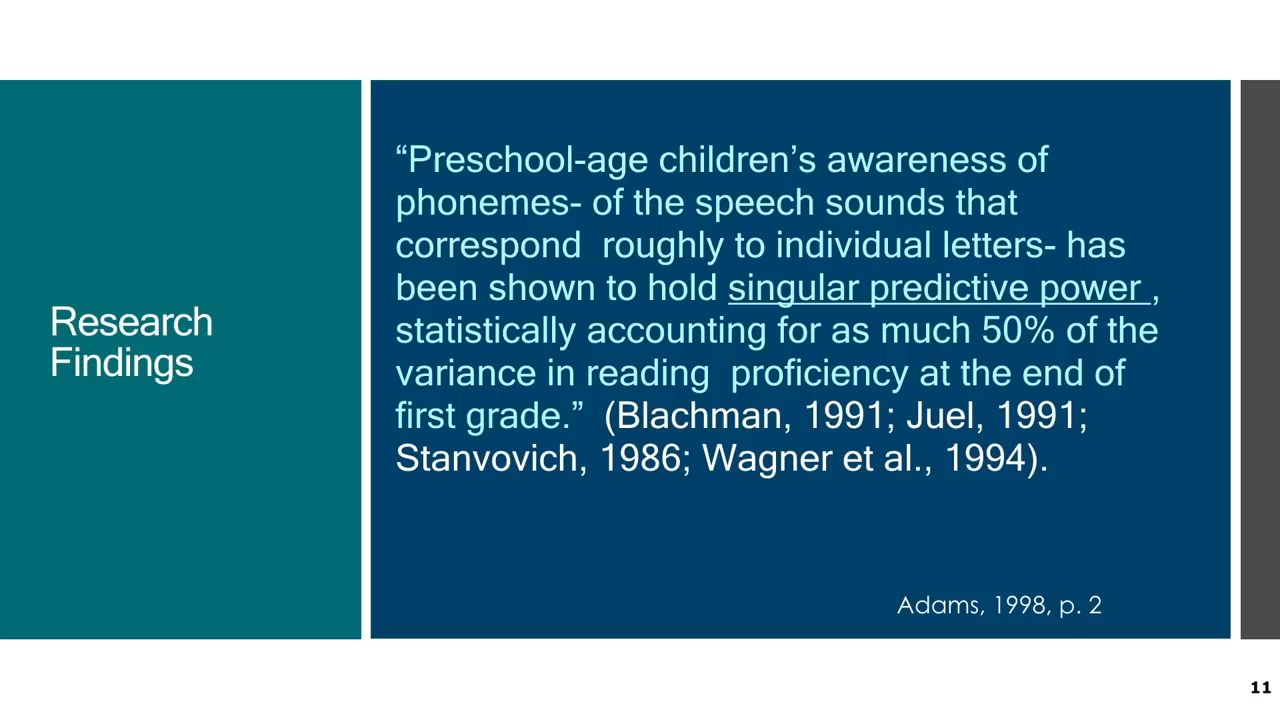 Research
Findings
“Preschool-age children’s awareness of
phonemes- of the speech sounds that
correspond  roughly to individual letters- has
been shown to hold singular predictive power ,
statistically accounting for as much 50% of the
variance in reading  proficiency at the end of
first grade.”  (Blachman, 1991; Juel, 1991;
Stanvovich, 1986; Wagner et al., 1994).
Adams, 1998, p. 2
11